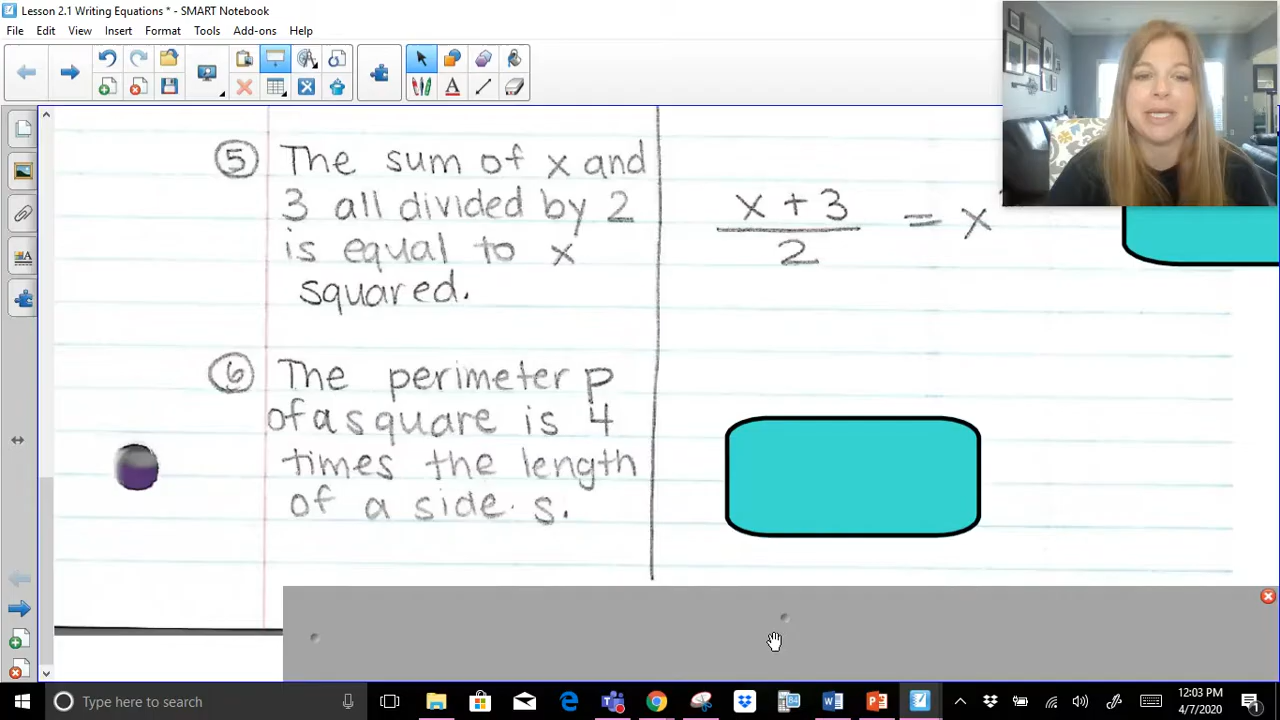 Lesson 2.1 Writing Equations * - SMART Notebook
File Edit View Insert Format Tools Add-ons Help
5 The sum of x and
3 all divided by 2
is equal to x
squared.
x + 3
2
= x
6 The perimeter p
of a square is 4
times the length
of a side s.
Type here to search
12:03 PM
4/7/2020
1